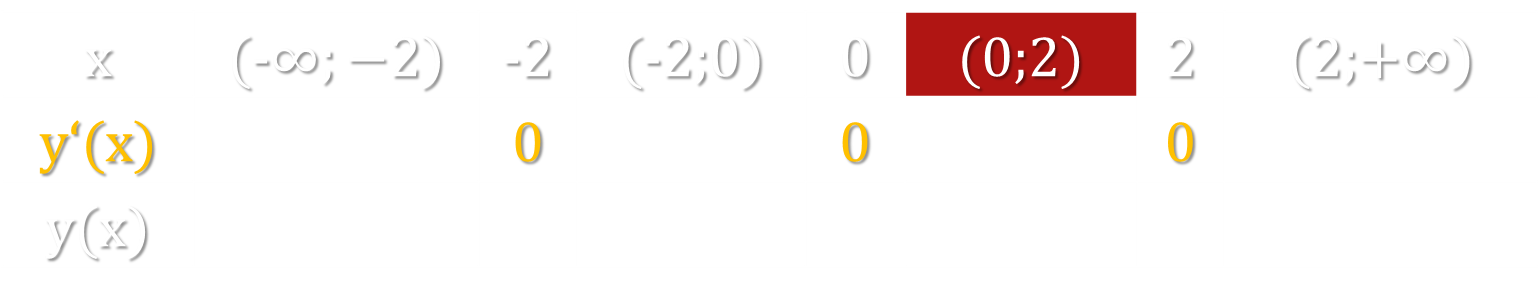 x (-∞; −2) -2 (-2;0) 0 (0;2) 2 (2;+∞)
y‘(x) 0 0 0
y(x)